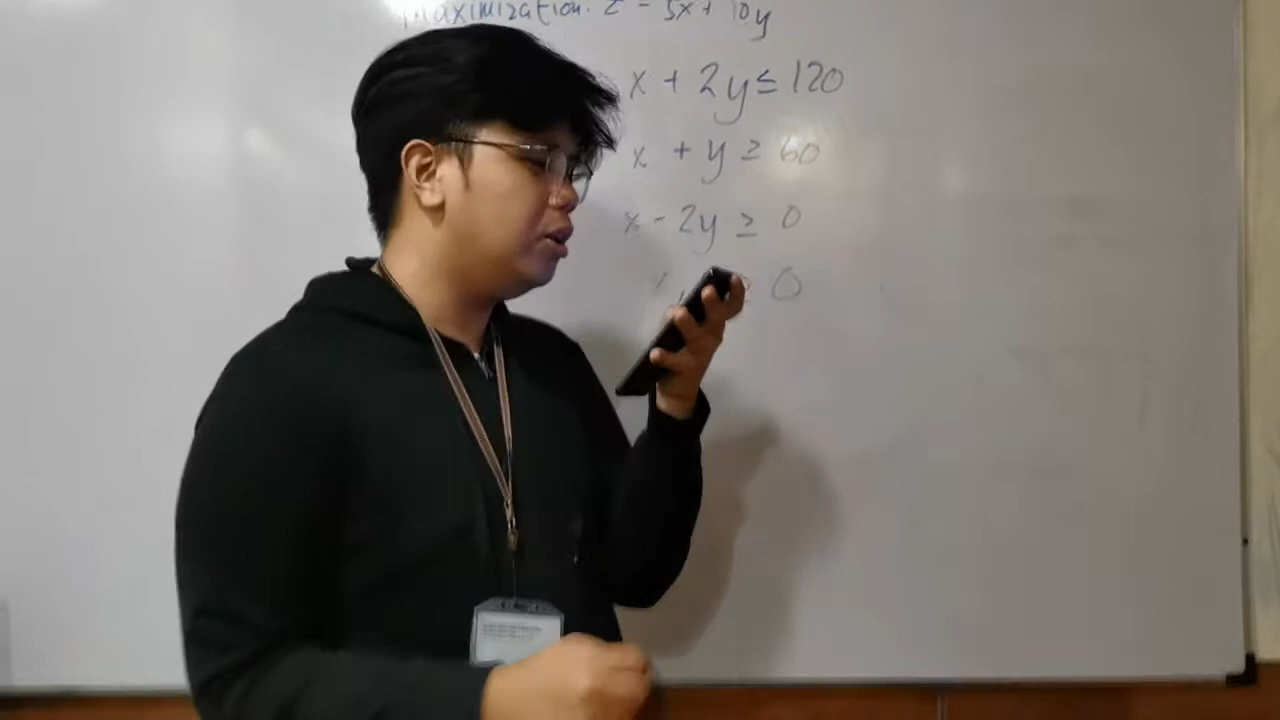 Maximization: z = 5x + 10y
x + 2y ≤ 120
x + y ≥ 60
x - 2y ≥ 0
0